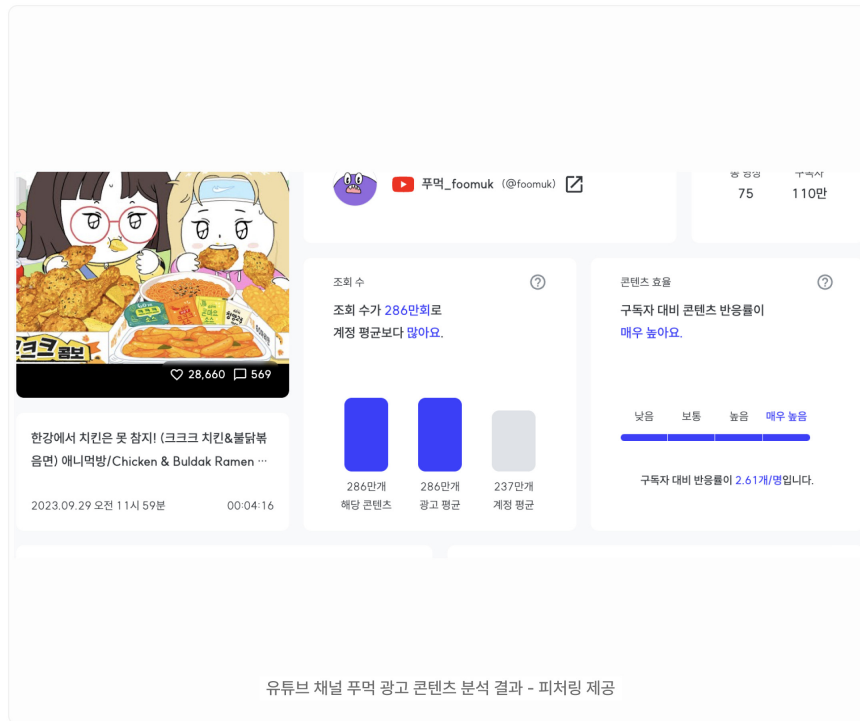 푸먹_foomuk (@foomuk)
총 영상 구독자
75 110만
크크크 콤보
28,660 569
한강에서 치킨은 못 참지! (크크크 치킨&불닭볶
음면) 애니먹방/Chicken & Buldak Ramen ···
2023.09.29 오전 11시 59분 00:04:16
조회 수
조회 수가 286만회로
계정 평균보다 많아요.
286만개 286만개 237만개
해당 콘텐츠 광고 평균 계정 평균
콘텐츠 효율
구독자 대비 콘텐츠 반응률이
매우 높아요.
낮음 보통 높음 매우 높음
구독자 대비 반응률이 2.61개/명입니다.
유튜브 채널 푸먹 광고 콘텐츠 분석 결과 - 피처링 제공